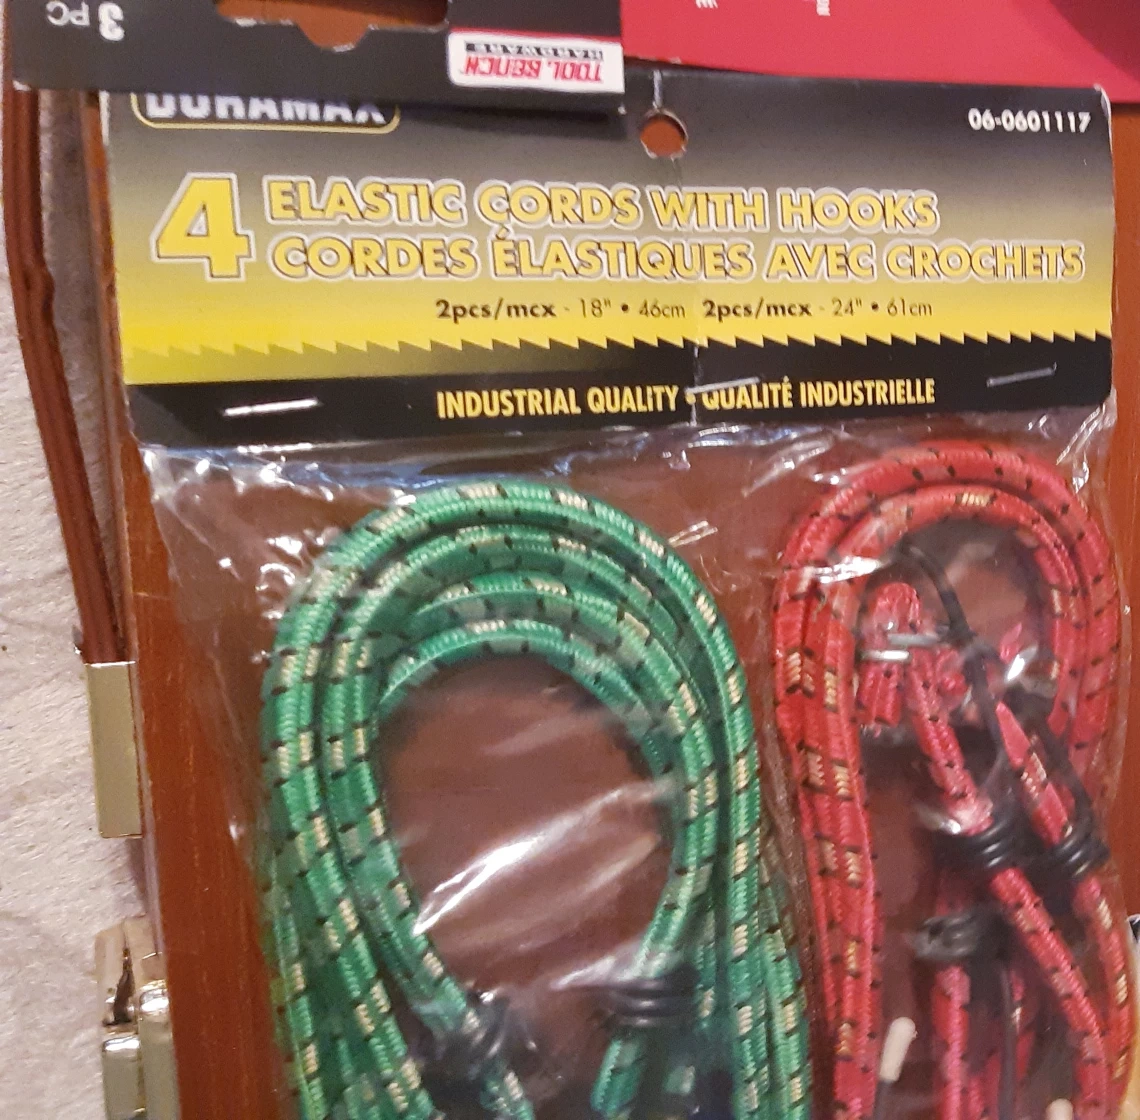 3 PC
TOOL BENCH
HARDWARE
DURAMAX
06-0601117
4 ELASTIC CORDS WITH HOOKS
CORDES ÉLASTIQUES AVEC CROCHETS
2pcs/mcx - 18" • 46cm 2pcs/mcx - 24" • 61cm
INDUSTRIAL QUALITY • QUALITÉ INDUSTRIELLE